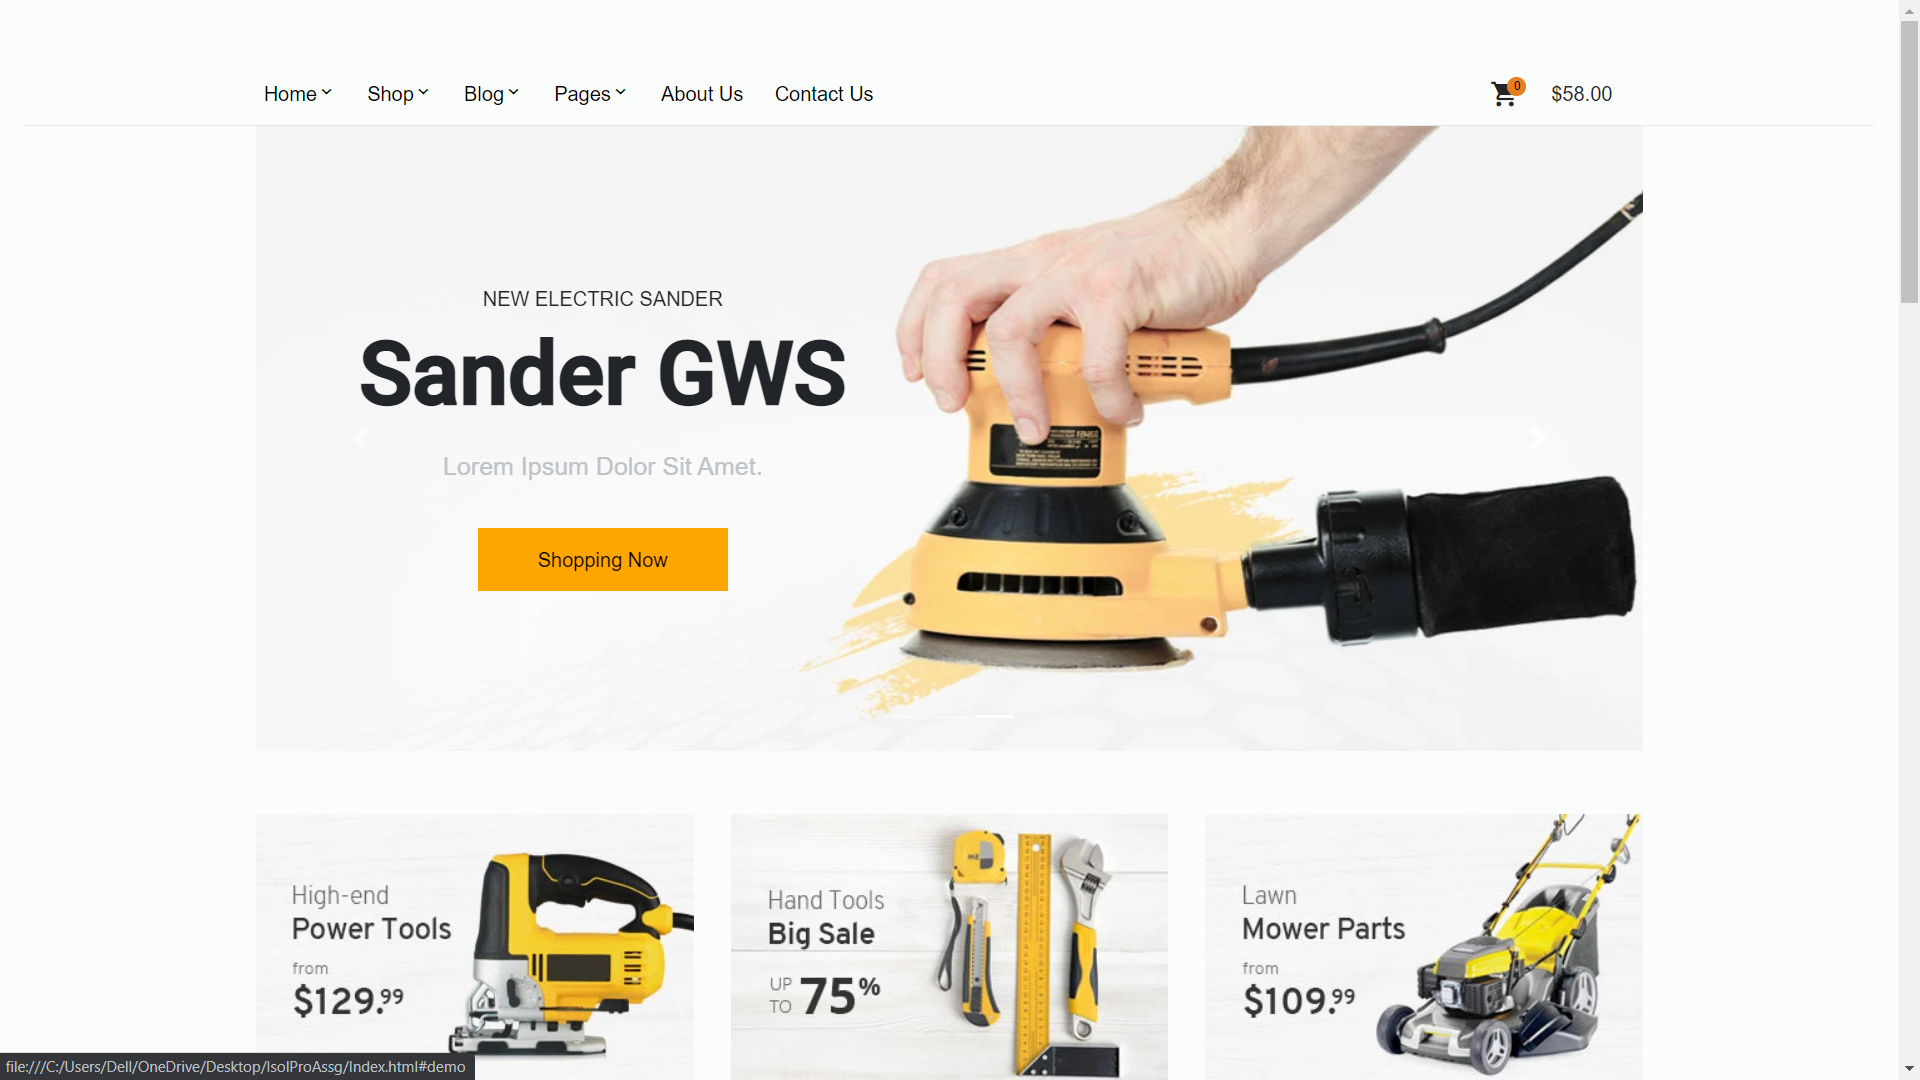 Home Shop Blog Pages About Us Contact Us 0 $58.00
NEW ELECTRIC SANDER
Sander GWS
Lorem Ipsum Dolor Sit Amet.
Shopping Now
High-end
Power Tools
from
$129.99
Hand Tools
Big Sale
UP TO 75%
Lawn
Mower Parts
from
$109.99
file:///C:/Users/Dell/OneDrive/Desktop/IsolProAssg/Index.html#demo